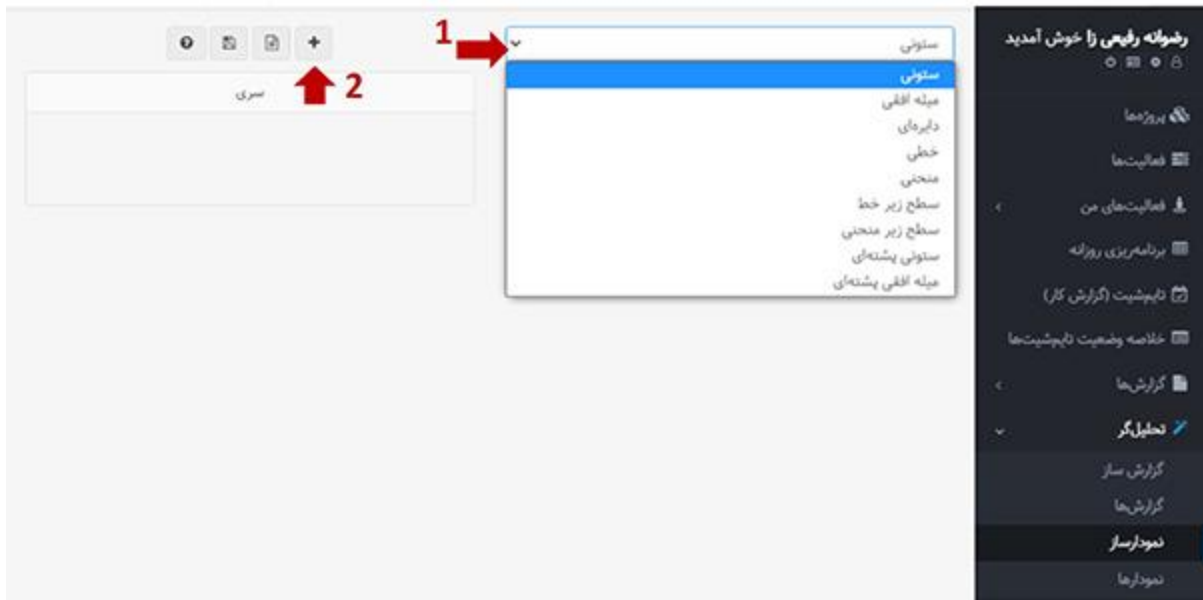 رضوانه رفیعی زا خوش آمدید
پروژه‌ها
فعالیت‌ها
فعالیت‌های من
برنامه‌ریزی روزانه
تایم‌شیت (گزارش کار)
خلاصه وضعیت تایم‌شیت‌ها
گزارش‌ها
تحلیل‌گر
گزارش ساز
گزارش‌ها
نمودارساز
نمودارها
1
ستونی
ستونی
میله افقی
دایره‌ای
خطی
منحنی
سطح زیر خط
سطح زیر منحنی
ستونی پشته‌ای
میله افقی پشته‌ای
2
سری